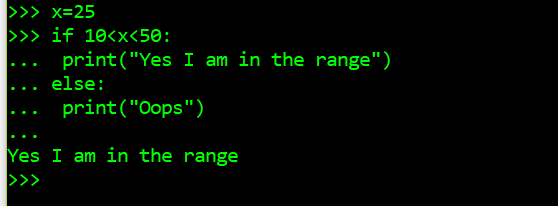 >>> x=25
>>> if 10<x<50:
...  print("Yes I am in the range")
... else:
...  print("Oops")
...
Yes I am in the range
>>>